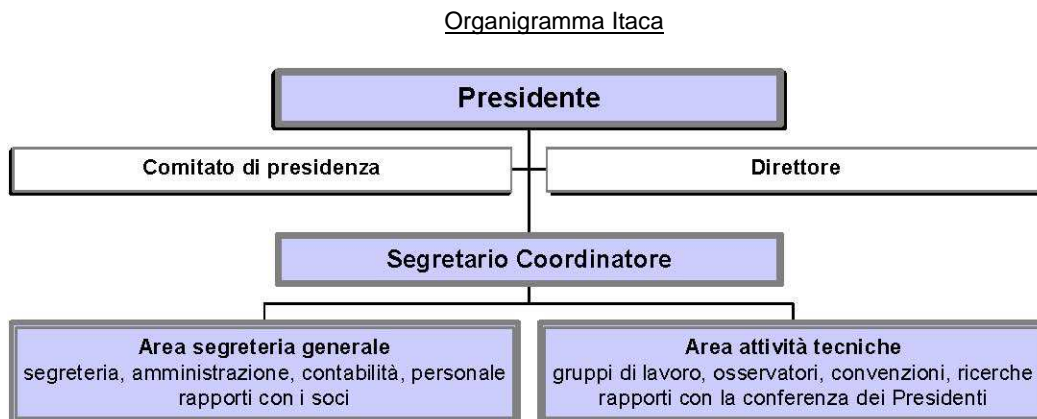 Organigramma Itaca
Presidente
Comitato di presidenza
Direttore
Segretario Coordinatore
Area segreteria generale
segreteria, amministrazione, contabilità, personale
rapporti con i soci
Area attività tecniche
gruppi di lavoro, osservatori, convenzioni, ricerche
rapporti con la conferenza dei Presidenti